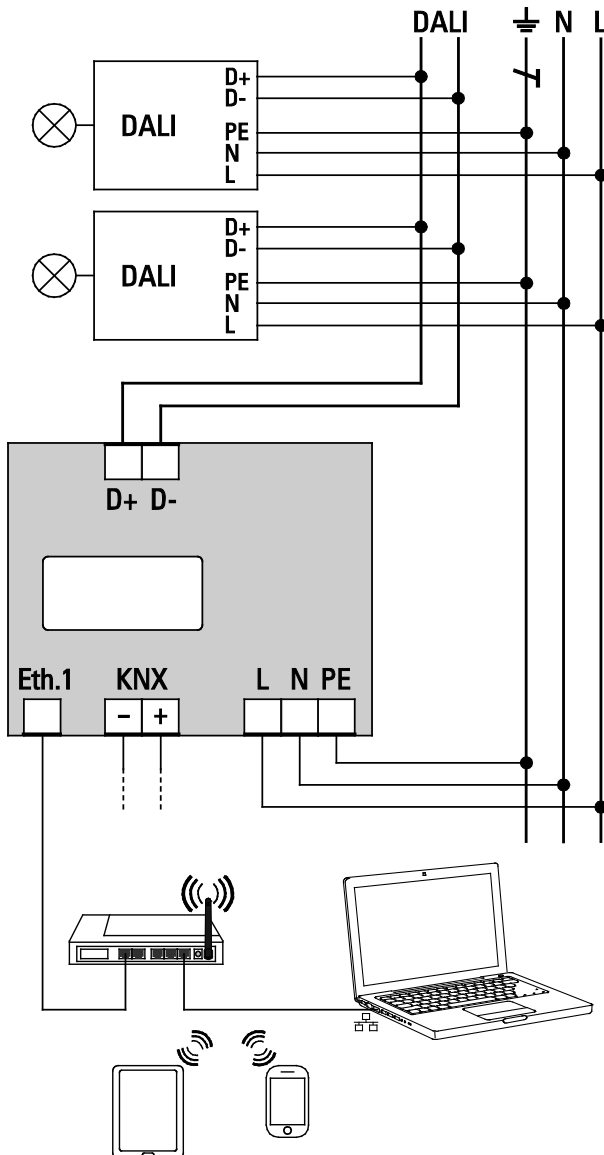 DALI N L
D+
D-
DALI
PE
N
L
D+
D-
DALI
PE
N
L
D+ D-
Eth.1 KNX L N PE
– +